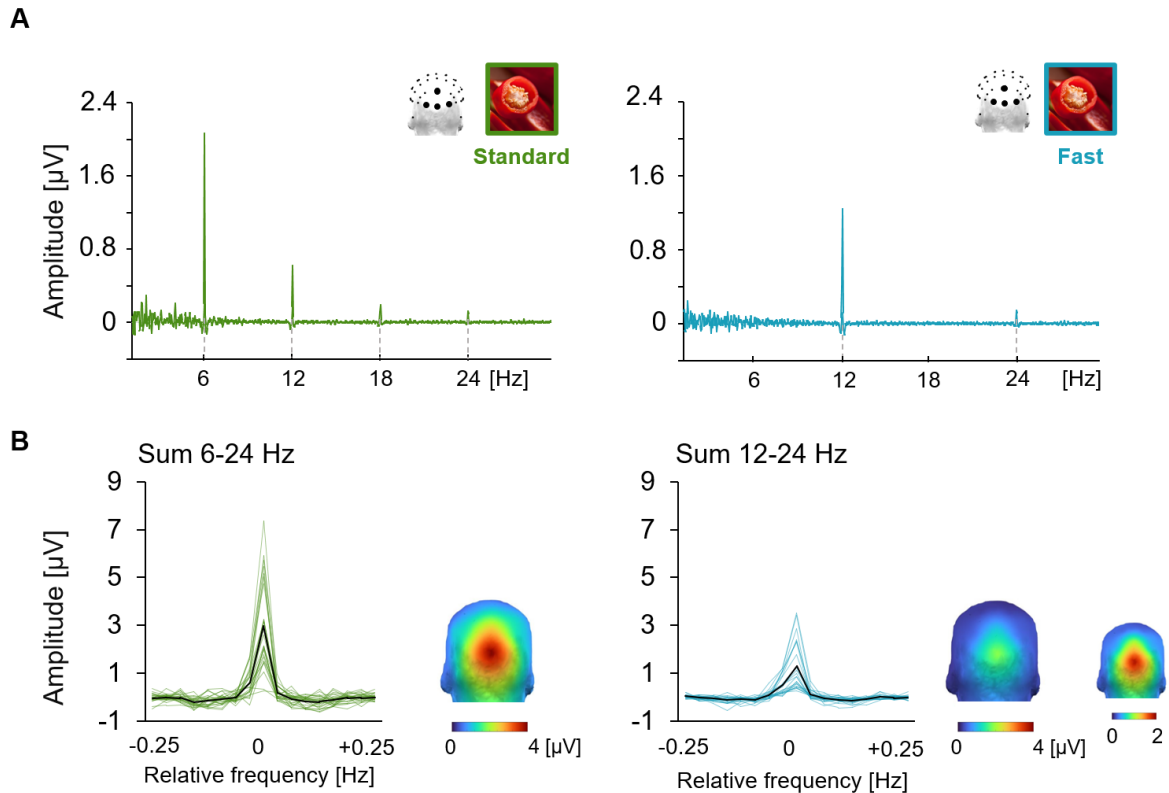 A
Amplitude [µV]
2.4
1.6
0.8
0
6
12
18
24
[Hz]
Standard
2.4
1.6
0.8
0
6
12
18
24
[Hz]
Fast
B
Sum 6-24 Hz
Amplitude [µV]
9
7
5
3
1
-1
-0.25
0
+0.25
Relative frequency [Hz]
0
4 [µV]
Sum 12-24 Hz
9
7
5
3
1
-1
-0.25
0
+0.25
Relative frequency [Hz]
0
4 [µV]
0
2